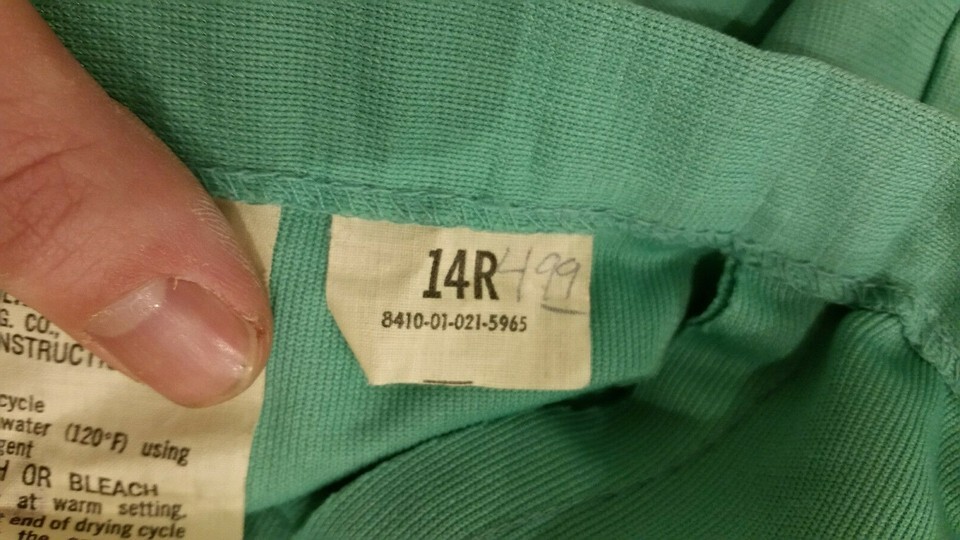 14R 499
8410-01-021-5965
G. CO.,
NSTRUCTI
cycle
water (120°F) using
gent
OR BLEACH
at warm setting.
end of drying cycle
the